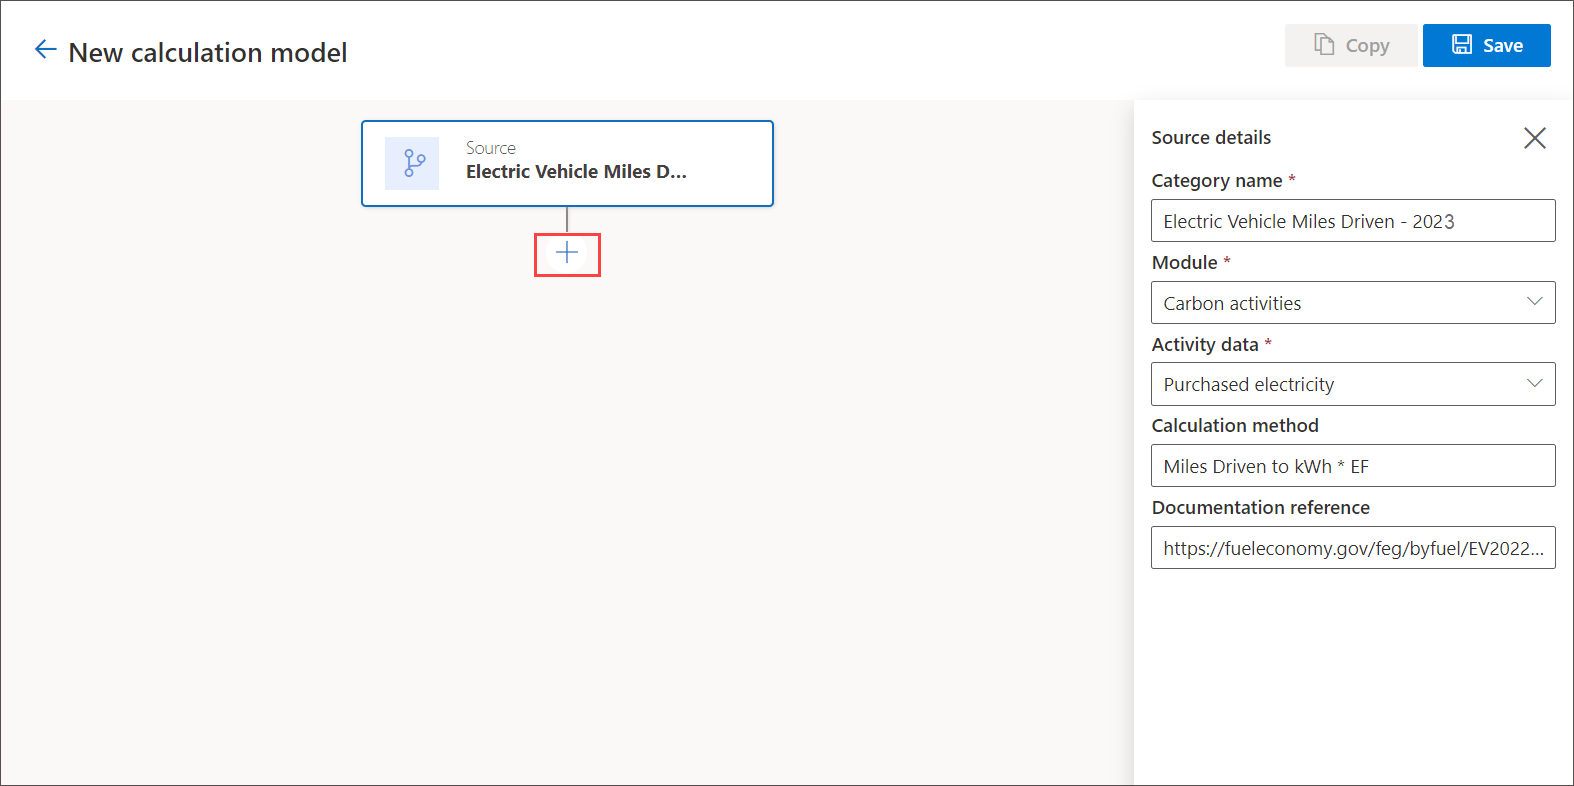 New calculation model
Copy
Save
Source
Electric Vehicle Miles D...
Source details
Category name *
Electric Vehicle Miles Driven - 2023
Module *
Carbon activities
Activity data *
Purchased electricity
Calculation method
Miles Driven to kWh * EF
Documentation reference
https://fueleconomy.gov/feg/byfuel/EV2022...